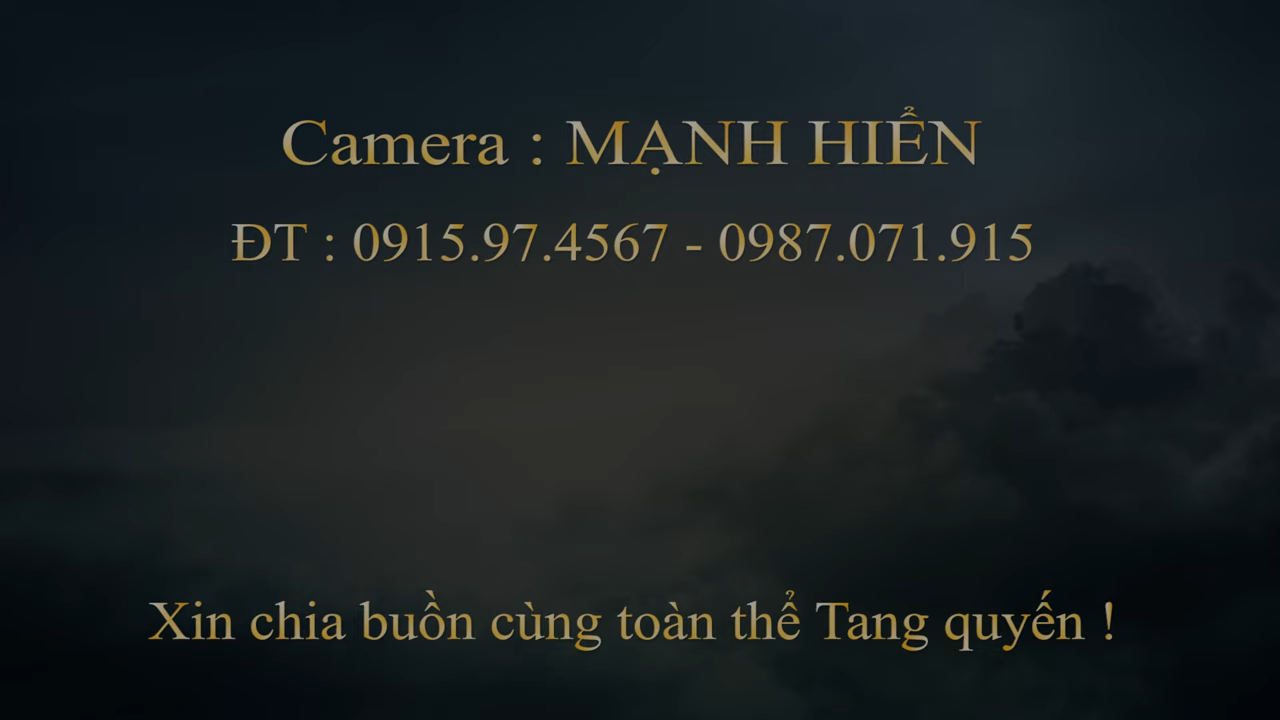 Camera : MẠNH HIỂN
ĐT : 0915.97.4567 - 0987.071.915
Xin chia buồn cùng toàn thể Tang quyến !